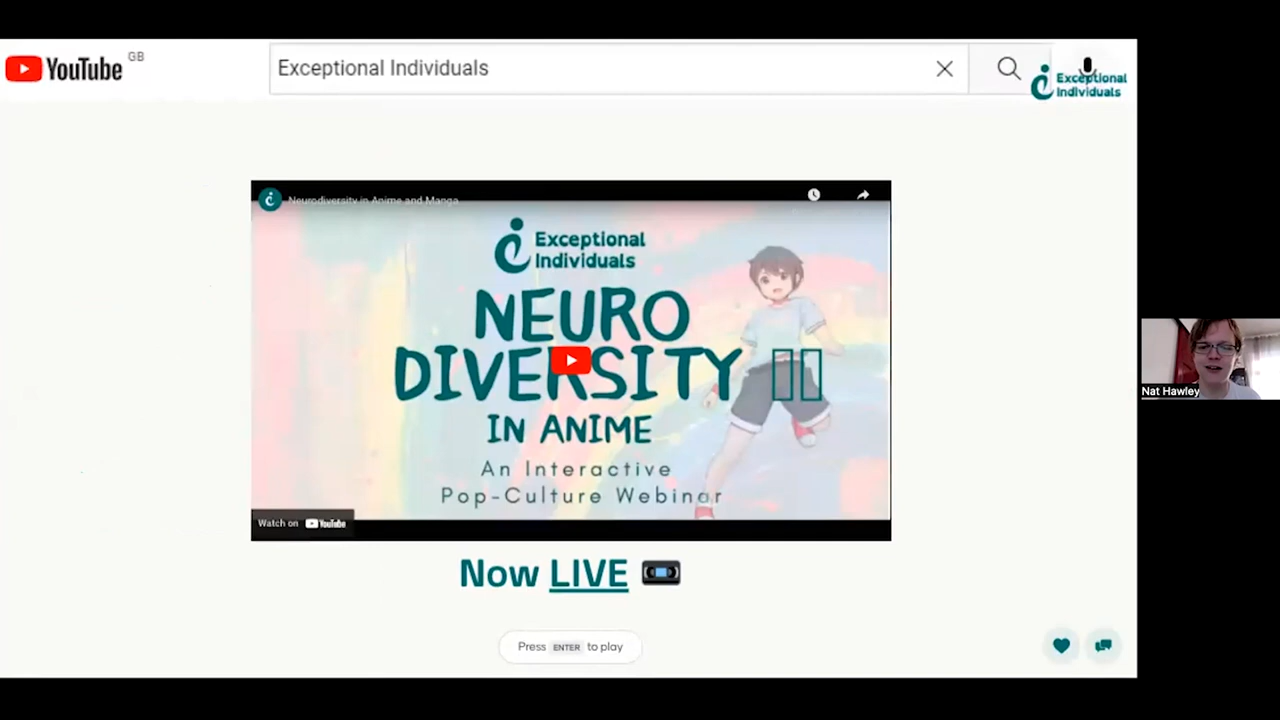 YouTube GB
Exceptional Individuals
Exceptional
Individuals
Neurodiversity in Anime and Manga
Exceptional
Individuals
NEURO
DIVERSITY
IN ANIME
An Interactive
Pop-Culture Webinar
Watch on YouTube
Now LIVE
Press ENTER to play
Nat Hawley